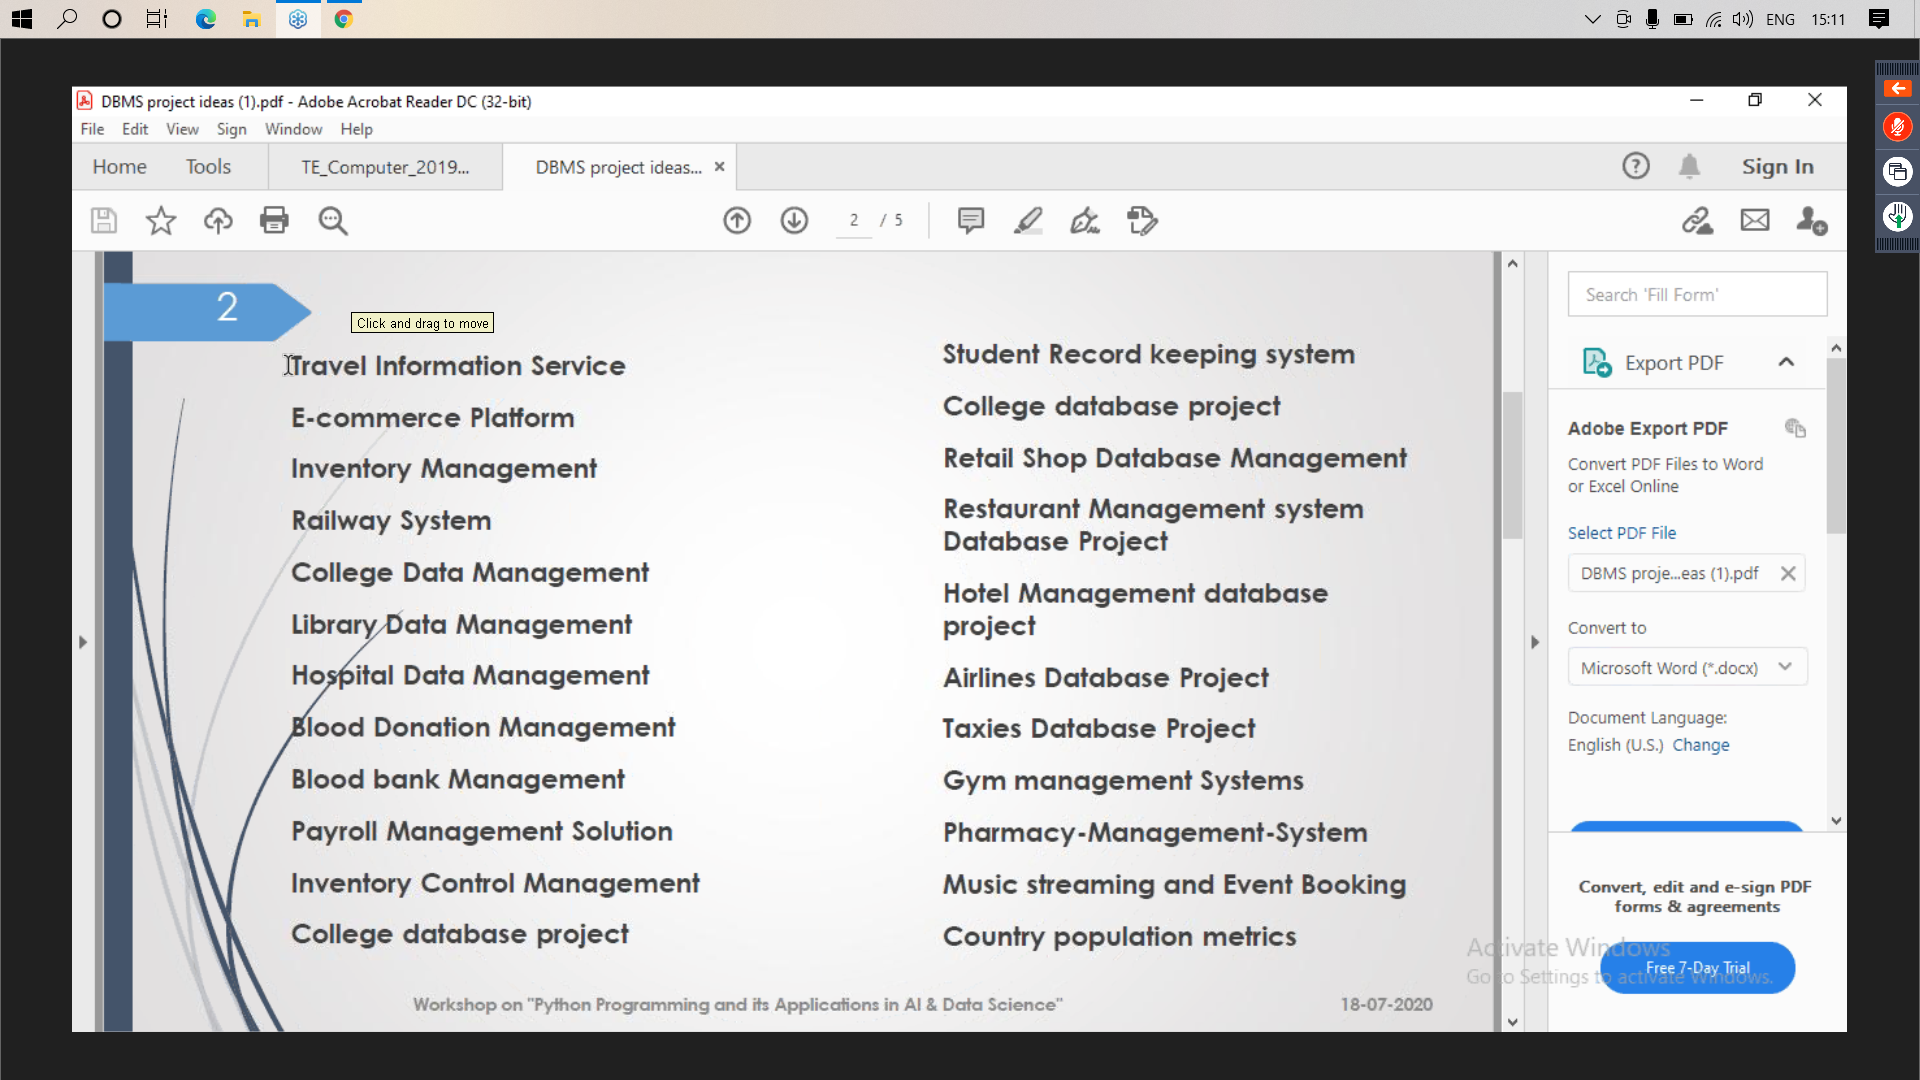 ENG 15:11
DBMS project ideas (1).pdf - Adobe Acrobat Reader DC (32-bit)
File Edit View Sign Window Help
Home Tools TE_Computer_2019... DBMS project ideas... Sign In
2 / 5
2
Click and drag to move
Travel Information Service
E-commerce Platform
Inventory Management
Railway System
College Data Management
Library Data Management
Hospital Data Management
Blood Donation Management
Blood bank Management
Payroll Management Solution
Inventory Control Management
College database project
Student Record keeping system
College database project
Retail Shop Database Management
Restaurant Management system
Database Project
Hotel Management database
project
Airlines Database Project
Taxies Database Project
Gym management Systems
Pharmacy-Management-System
Music streaming and Event Booking
Country population metrics
Workshop on "Python Programming and its Applications in AI & Data Science" 18-07-2020
Search 'Fill Form'
Export PDF
Adobe Export PDF
Convert PDF Files to Word
or Excel Online
Select PDF File
DBMS proje...eas (1).pdf
Convert to
Microsoft Word (*.docx)
Document Language:
English (U.S.) Change
Convert, edit and e-sign PDF
forms & agreements
Free 7-Day Trial
Activate Windows
Go to Settings to activate Windows.